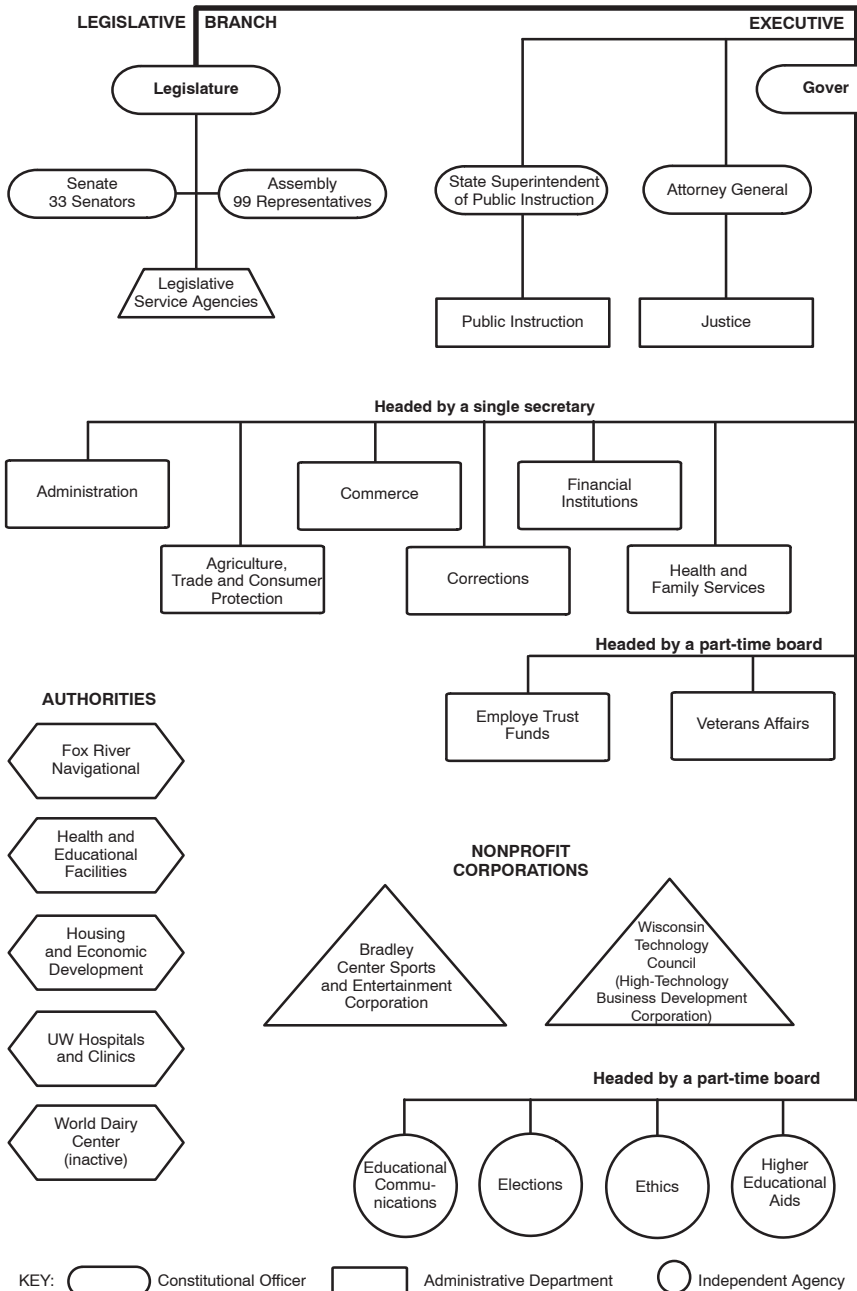 LEGISLATIVE BRANCH
EXECUTIVE
Legislature
Gover
Senate
33 Senators
Assembly
99 Representatives
State Superintendent
of Public Instruction
Attorney General
Legislative
Service Agencies
Public Instruction
Justice
Headed by a single secretary
Administration
Commerce
Financial
Institutions
Agriculture,
Trade and Consumer
Protection
Corrections
Health and
Family Services
Headed by a part-time board
Employe Trust
Funds
Veterans Affairs
AUTHORITIES
Fox River
Navigational
Health and
Educational
Facilities
Housing
and Economic
Development
UW Hospitals
and Clinics
World Dairy
Center
(inactive)
NONPROFIT
CORPORATIONS
Bradley
Center Sports
and Entertainment
Corporation
Wisconsin
Technology
Council
(High-Technology
Business Development
Corporation)
Headed by a part-time board
Educational
Commu-
nications
Elections
Ethics
Higher
Educational
Aids
KEY: Constitutional Officer Administrative Department Independent Agency